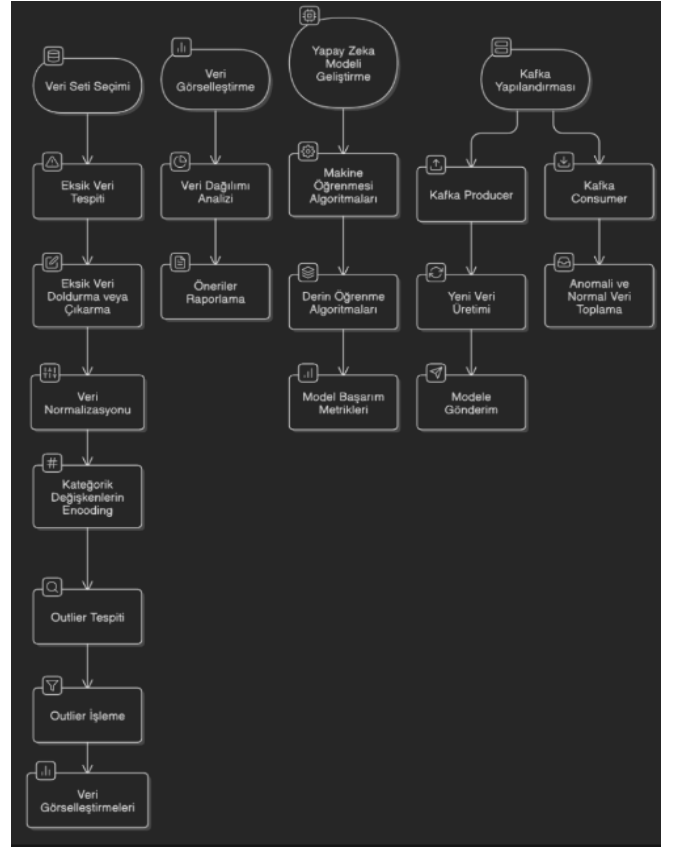 Veri Seti Seçimi
Eksik Veri
Tespiti
Eksik Veri
Doldurma veya
Çıkarma
Veri
Normalizasyonu
Kateğorik
Değişkenlerin
Enooding
Outlier Tespiti
Outlier İşleme
Veri
Görselleştirmeleri
Veri
Görselleştirme
Veri Dağılımı
Analizi
Öneriler
Raporlama
Yapay Zeka
Modeli
Geliştirme
Makine
Öğrenmesi
Algoritmaları
Derin Öğrenme
Algoritmaları
Model Başarım
Metrikleri
Kafka
Yapılandırması
Kafka Producer
Yeni Veri
Üretimi
Modele
Gönderim
Kafka
Consumer
Anomali ve
Normal Veri
Toplama